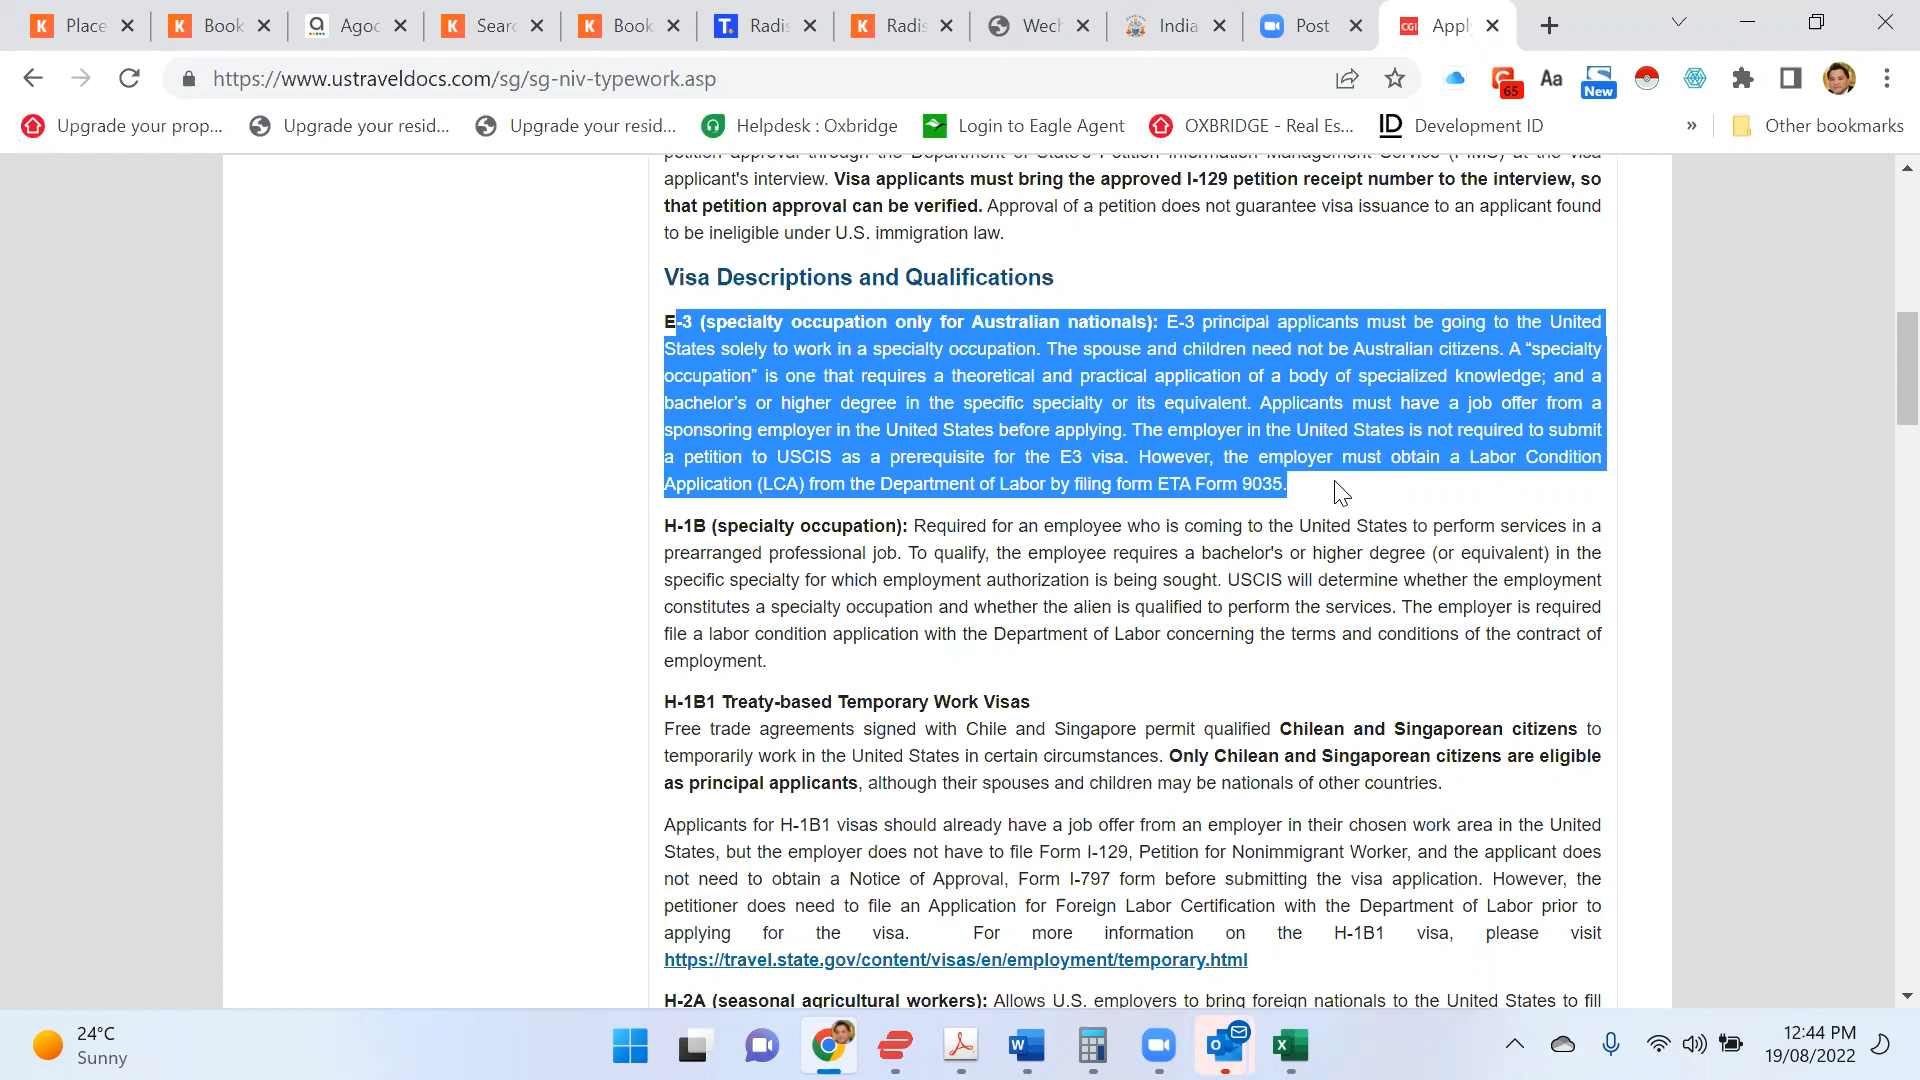 Place
Book
Agoc
Searc
Book
Radis
Radis
Wech
India
Post
Apply
https://www.ustraveldocs.com/sg/sg-niv-typework.asp
65
Aa
New
Upgrade your prop...
Upgrade your resid...
Upgrade your resid...
Helpdesk : Oxbridge
Login to Eagle Agent
OXBRIDGE - Real Es...
ID
Development ID
»
Other bookmarks
petition approval through the Department of State's Petition Information Management Service (PIMS) at the visa
applicant's interview. Visa applicants must bring the approved I-129 petition receipt number to the interview, so
that petition approval can be verified. Approval of a petition does not guarantee visa issuance to an applicant found
to be ineligible under U.S. immigration law.
Visa Descriptions and Qualifications
E-3 (specialty occupation only for Australian nationals): E-3 principal applicants must be going to the United
States solely to work in a specialty occupation. The spouse and children need not be Australian citizens. A “specialty
occupation” is one that requires a theoretical and practical application of a body of specialized knowledge; and a
bachelor’s or higher degree in the specific specialty or its equivalent. Applicants must have a job offer from a
sponsoring employer in the United States before applying. The employer in the United States is not required to submit
a petition to USCIS as a prerequisite for the E3 visa. However, the employer must obtain a Labor Condition
Application (LCA) from the Department of Labor by filing form ETA Form 9035.
H-1B (specialty occupation): Required for an employee who is coming to the United States to perform services in a
prearranged professional job. To qualify, the employee requires a bachelor's or higher degree (or equivalent) in the
specific specialty for which employment authorization is being sought. USCIS will determine whether the employment
constitutes a specialty occupation and whether the alien is qualified to perform the services. The employer is required
file a labor condition application with the Department of Labor concerning the terms and conditions of the contract of
employment.
H-1B1 Treaty-based Temporary Work Visas
Free trade agreements signed with Chile and Singapore permit qualified Chilean and Singaporean citizens to
temporarily work in the United States in certain circumstances. Only Chilean and Singaporean citizens are eligible
as principal applicants, although their spouses and children may be nationals of other countries.
Applicants for H-1B1 visas should already have a job offer from an employer in their chosen work area in the United
States, but the employer does not have to file Form I-129, Petition for Nonimmigrant Worker, and the applicant does
not need to obtain a Notice of Approval, Form I-797 form before submitting the visa application. However, the
petitioner does need to file an Application for Foreign Labor Certification with the Department of Labor prior to
applying for the visa. For more information on the H-1B1 visa, please visit
https://travel.state.gov/content/visas/en/employment/temporary.html
H-2A (seasonal agricultural workers): Allows U.S. employers to bring foreign nationals to the United States to fill
24°C
Sunny
12:44 PM
19/08/2022